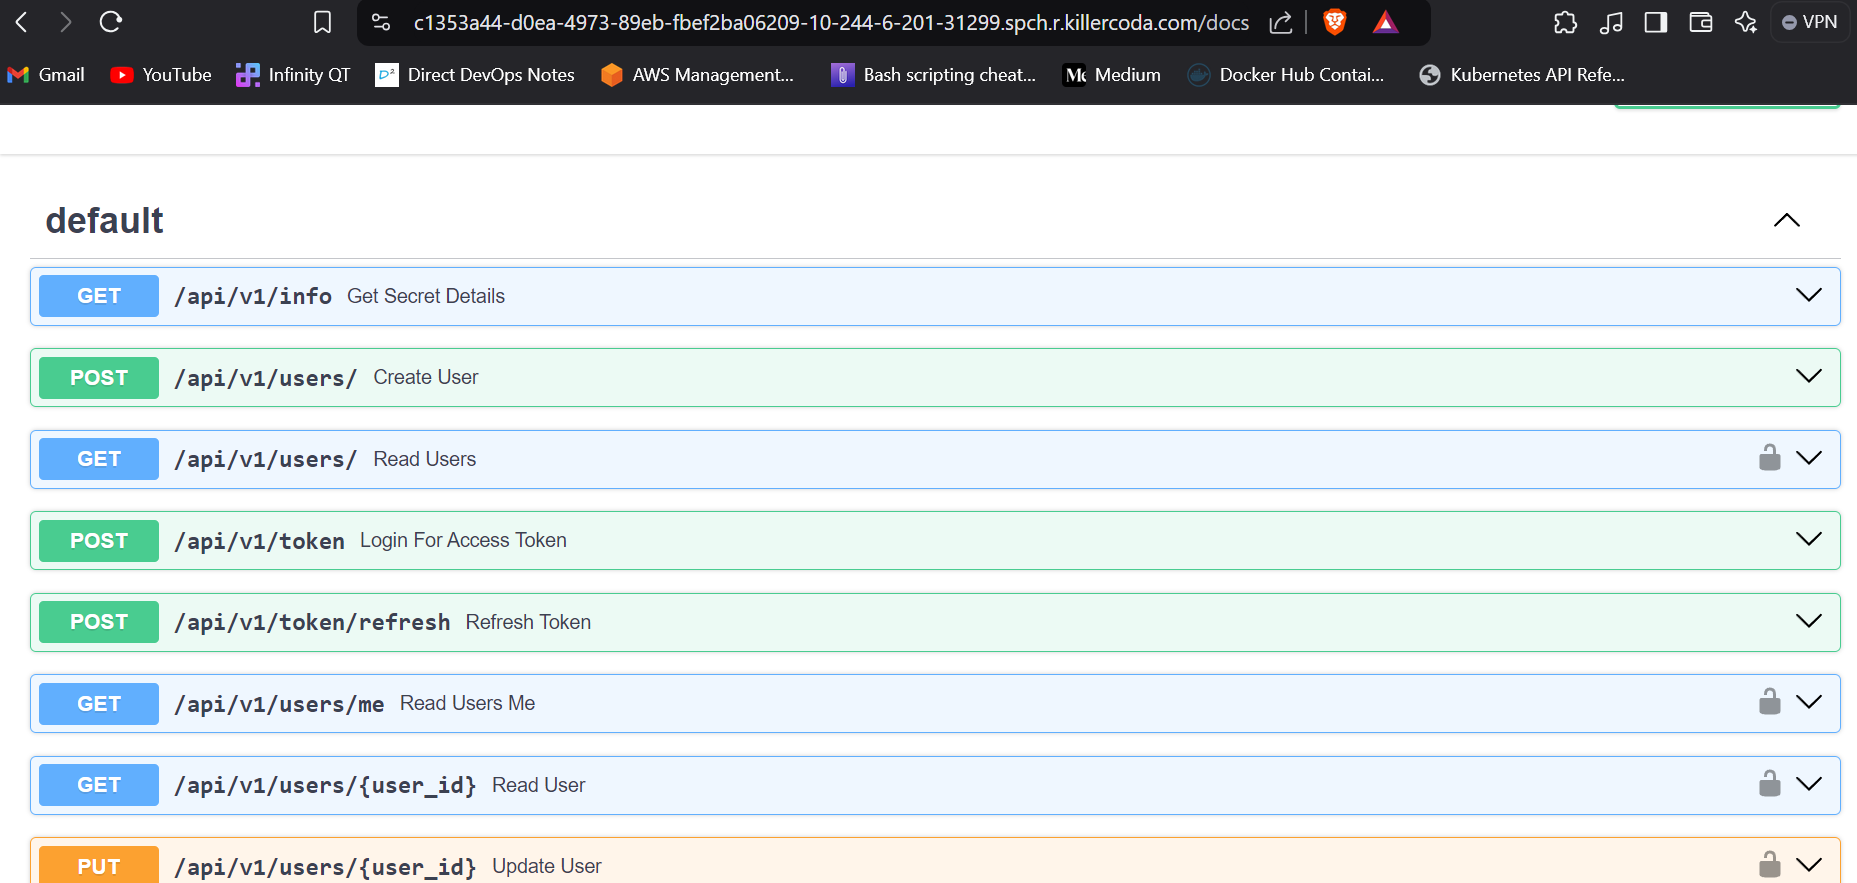 c1353a44-d0ea-4973-89eb-fbef2ba06209-10-244-6-201-31299.spch.r.killercoda.com/docs
VPN
Gmail YouTube Infinity QT Direct DevOps Notes AWS Management... Bash scripting cheat... Medium Docker Hub Contai... Kubernetes API Refe...
default
GET /api/v1/info Get Secret Details
POST /api/v1/users/ Create User
GET /api/v1/users/ Read Users
POST /api/v1/token Login For Access Token
POST /api/v1/token/refresh Refresh Token
GET /api/v1/users/me Read Users Me
GET /api/v1/users/{user_id} Read User
PUT /api/v1/users/{user_id} Update User